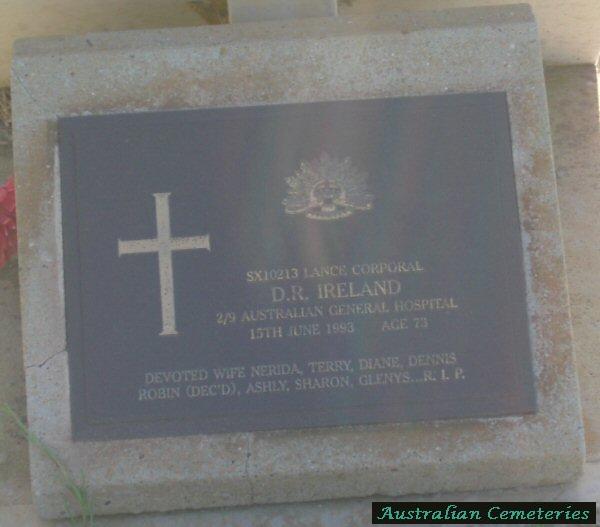 SX10213 LANCE CORPORAL
D.R. IRELAND
2/9 AUSTRALIAN GENERAL HOSPITAL
15TH JUNE 1993 AGE 73
DEVOTED WIFE NERIDA, TERRY, DIANE, DENNIS
ROBIN (DEC'D), ASHLY, SHARON, GLENYS...R. I. P.
Australian Cemeteries